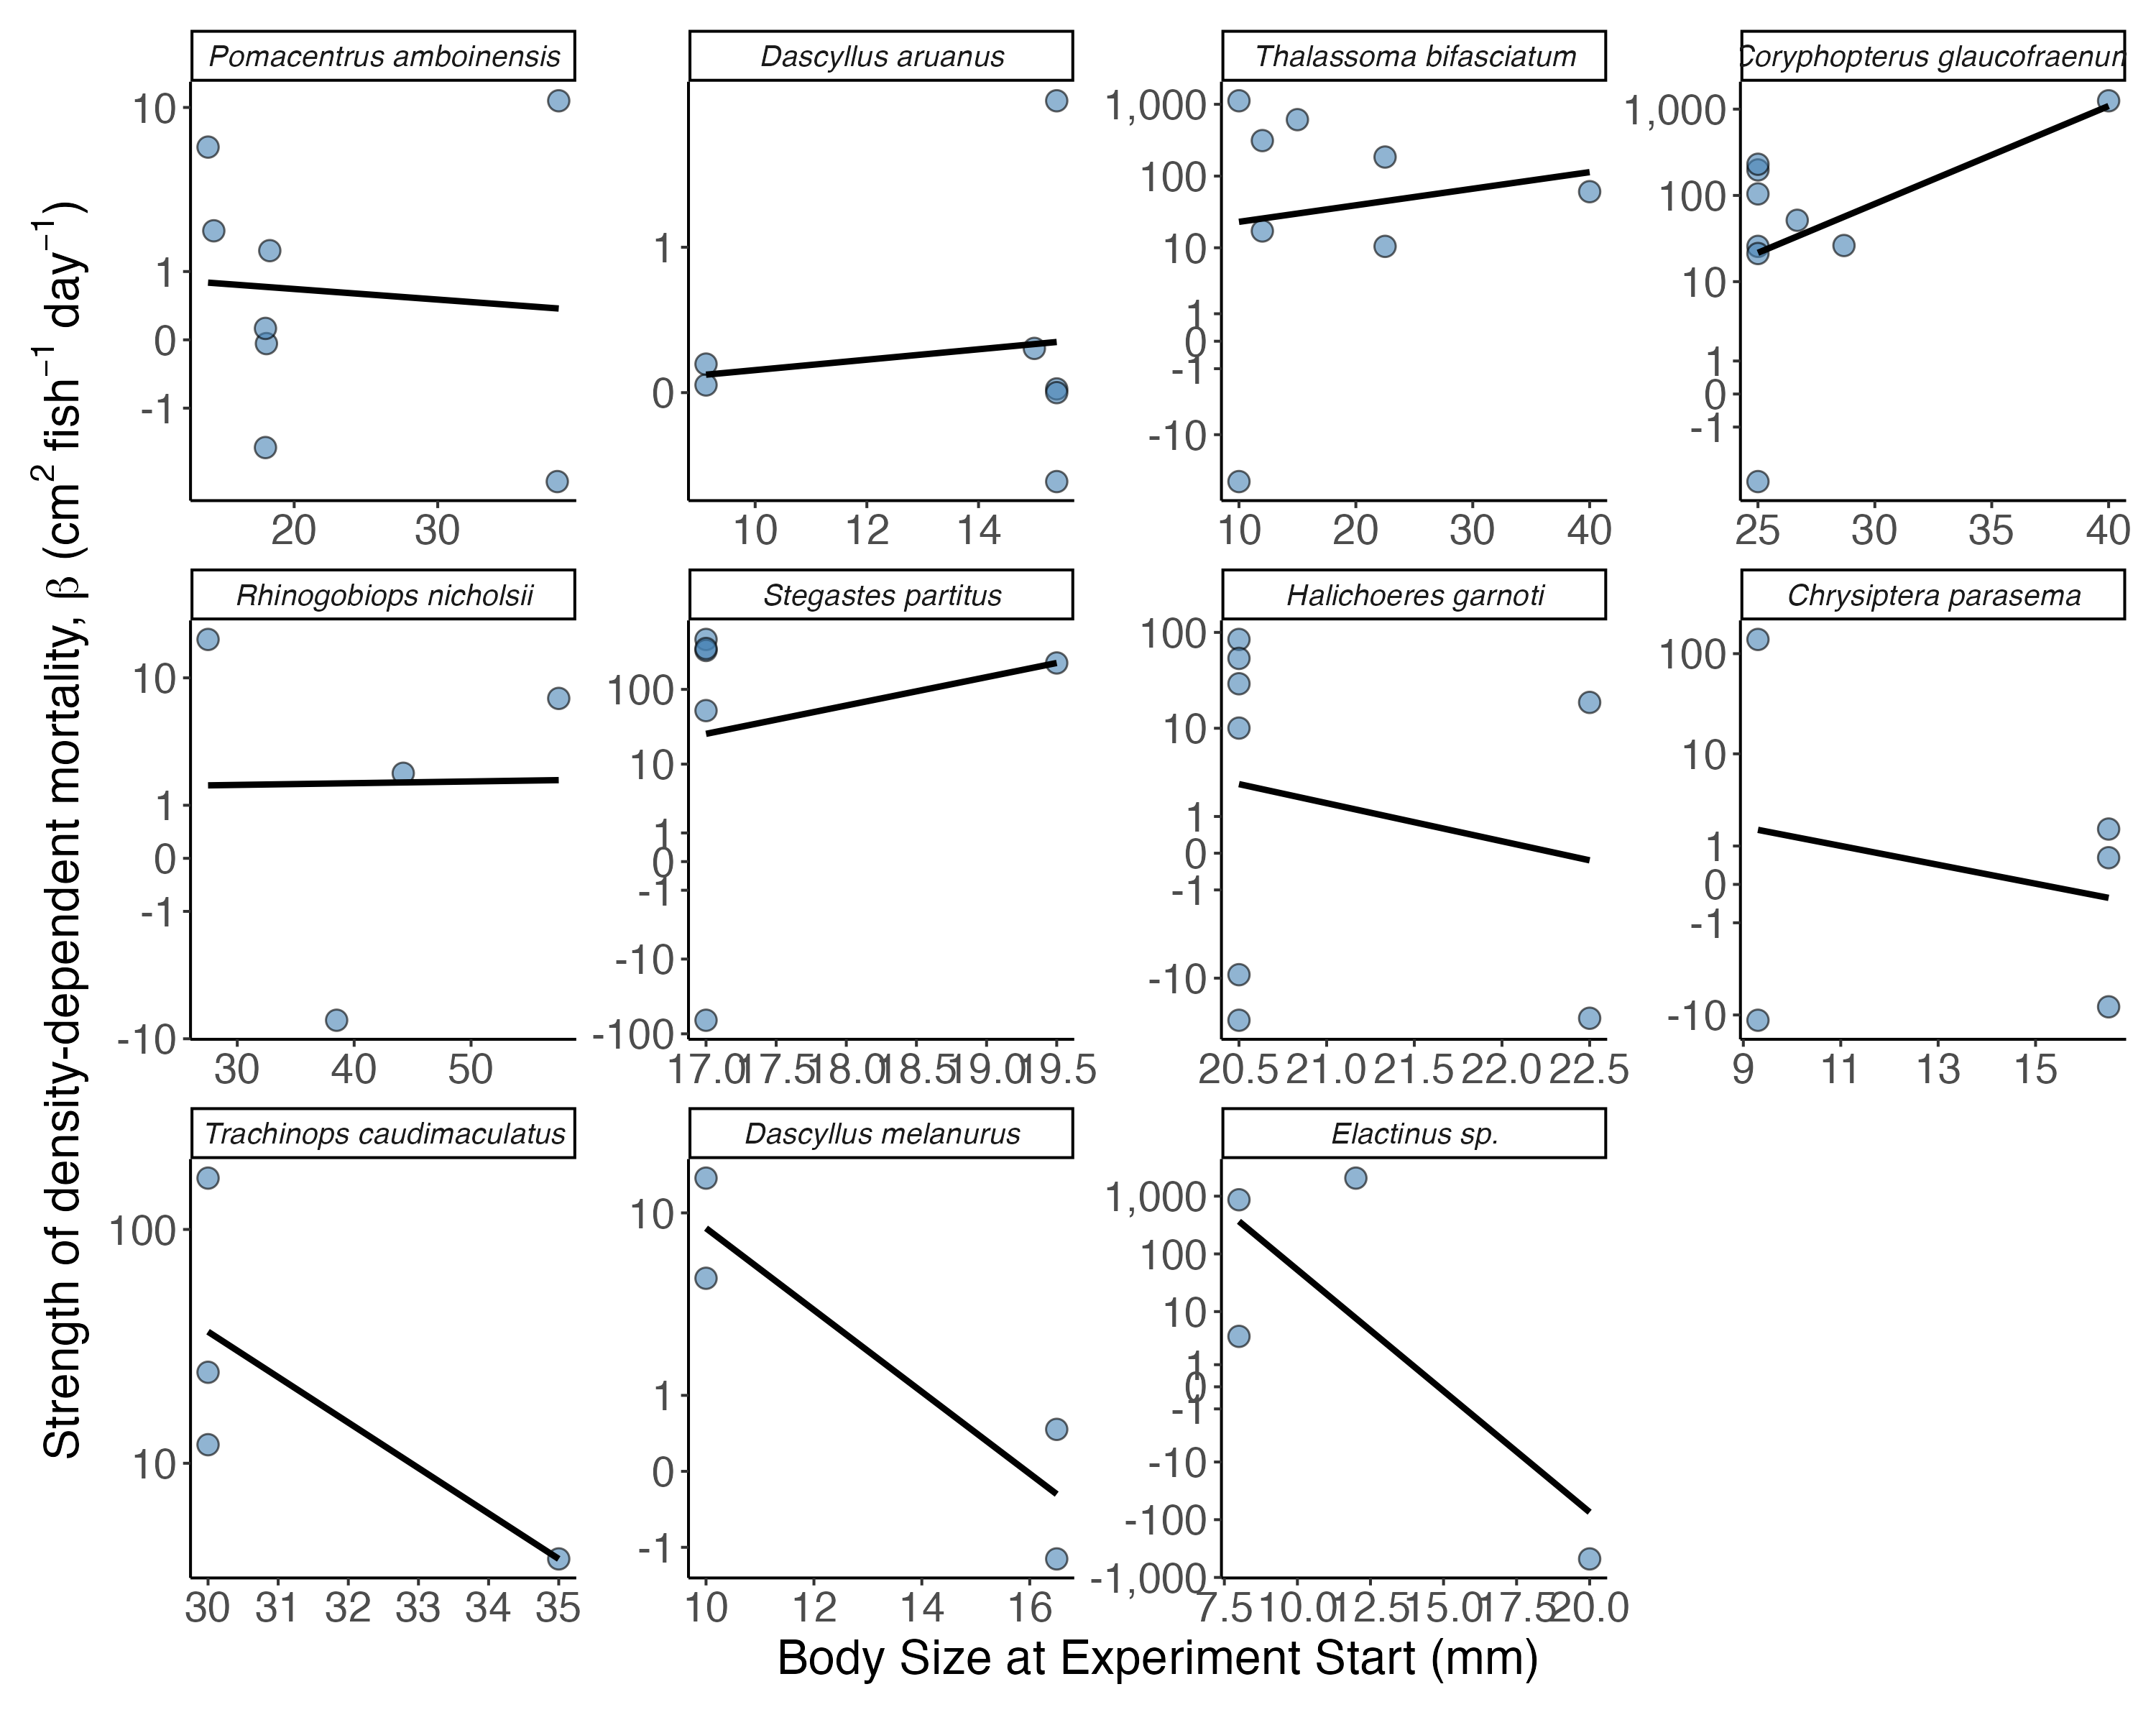 Strength of density-dependent mortality, β (cm² fish⁻¹ day⁻¹)
Pomacentrus amboinensis
10
1
0
-1
20 30
Dascyllus aruanus
1
0
10 12 14
Thalassoma bifasciatum
1,000
100
10
1
0
-1
-10
10 20 30 40
Coryphopterus glaucofraenum
1,000
100
10
1
0
-1
25 30 35 40
Rhinogobiops nicholsii
10
1
0
-1
-10
30 40 50
Stegastes partitus
100
10
1
0
-1
-10
-100
17.0 17.5 18.0 18.5 19.0 19.5
Halichoeres garnoti
100
10
1
0
-1
-10
20.5 21.0 21.5 22.0 22.5
Chrysiptera parasema
100
10
1
0
-1
-10
9 11 13 15
Trachinops caudimaculatus
100
10
30 31 32 33 34 35
Dascyllus melanurus
10
1
0
-1
10 12 14 16
Elactinus sp.
1,000
100
10
1
0
-1
-10
-100
-1,000
7.5 10.0 12.5 15.0 17.5 20.0
Body Size at Experiment Start (mm)